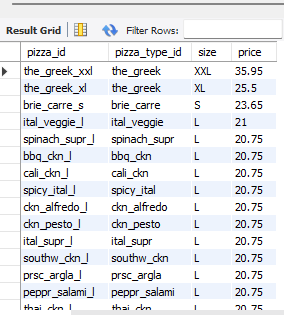 Result Grid Filter Rows:
pizza_id pizza_type_id size price
the_greek_xxl the_greek XXL 35.95
the_greek_xl the_greek XL 25.5
brie_carre_s brie_carre S 23.65
ital_veggie_l ital_veggie L 21
spinach_supr_l spinach_supr L 20.75
bbq_ckn_l bbq_ckn L 20.75
cali_ckn_l cali_ckn L 20.75
spicy_ital_l spicy_ital L 20.75
ckn_alfredo_l ckn_alfredo L 20.75
ckn_pesto_l ckn_pesto L 20.75
ital_supr_l ital_supr L 20.75
southw_ckn_l southw_ckn L 20.75
prsc_argla_l prsc_argla L 20.75
peppr_salami_l peppr_salami L 20.75
thai_ckn_l thai_ckn L 20.75